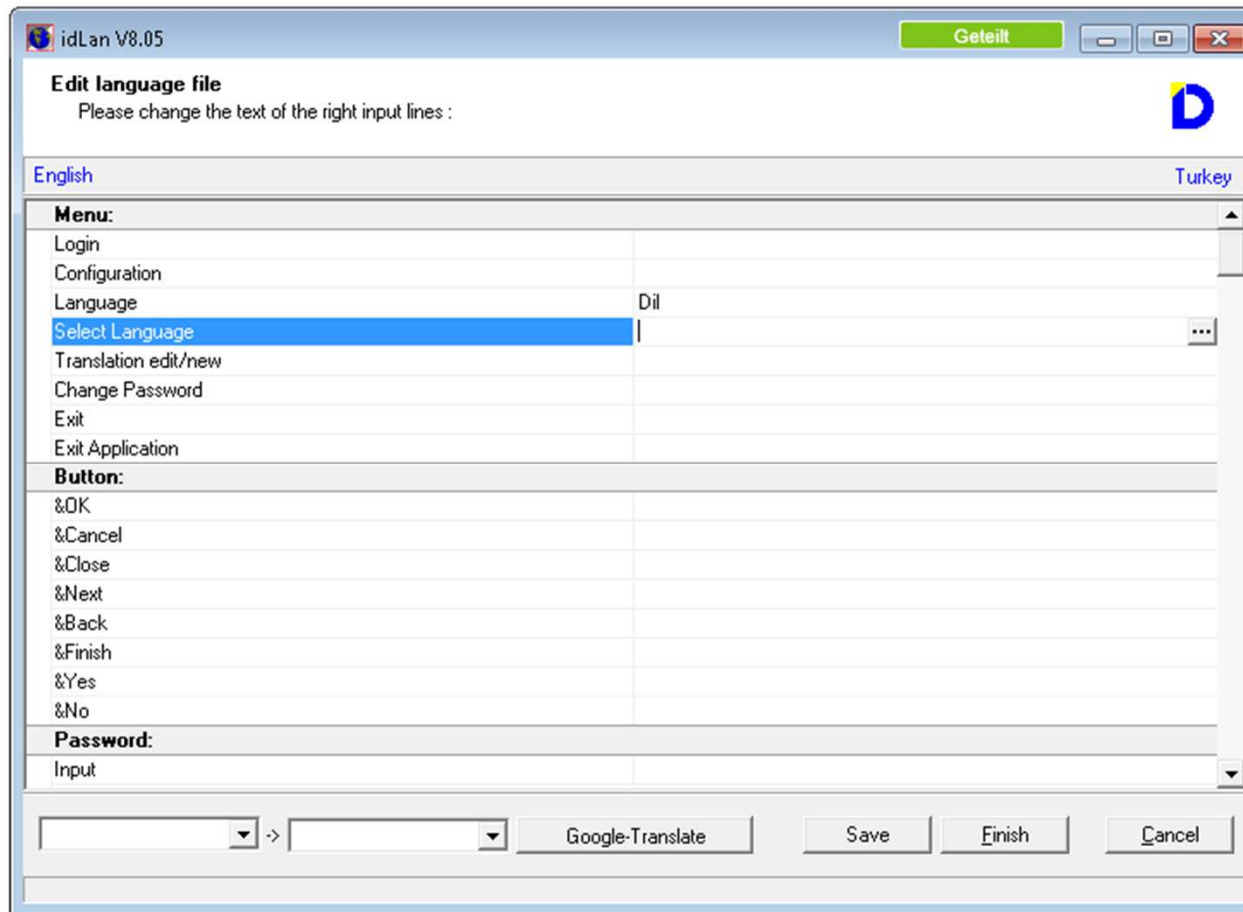 idLan V8.05 Geteilt
Edit language file
Please change the text of the right input lines :
English Turkey
Menu:
Login
Configuration
Language Dil
Select Language ...
Translation edit/new
Change Password
Exit
Exit Application
Button:
&OK
&Cancel
&Close
&Next
&Back
&Finish
&Yes
&No
Password:
Input
-> Google-Translate Save Finish Cancel